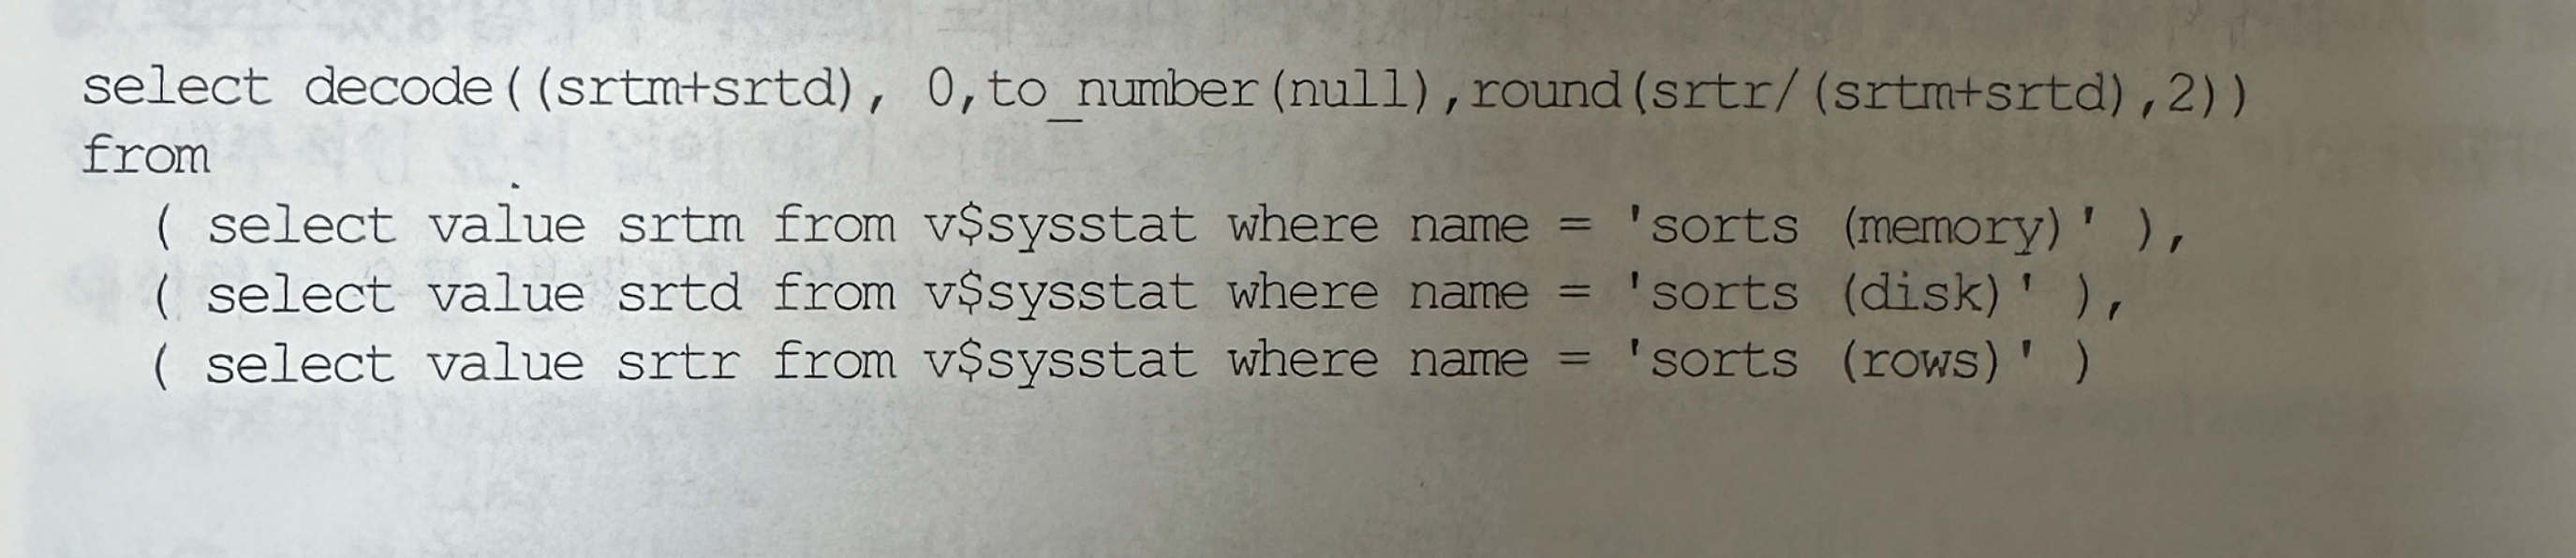 select decode((srtm+srtd), 0,to_number(null),round(srtr/(srtm+srtd),2))
from
( select value srtm from v$sysstat where name = 'sorts (memory)' ),
( select value srtd from v$sysstat where name = 'sorts (disk)' ),
( select value srtr from v$sysstat where name = 'sorts (rows)' )